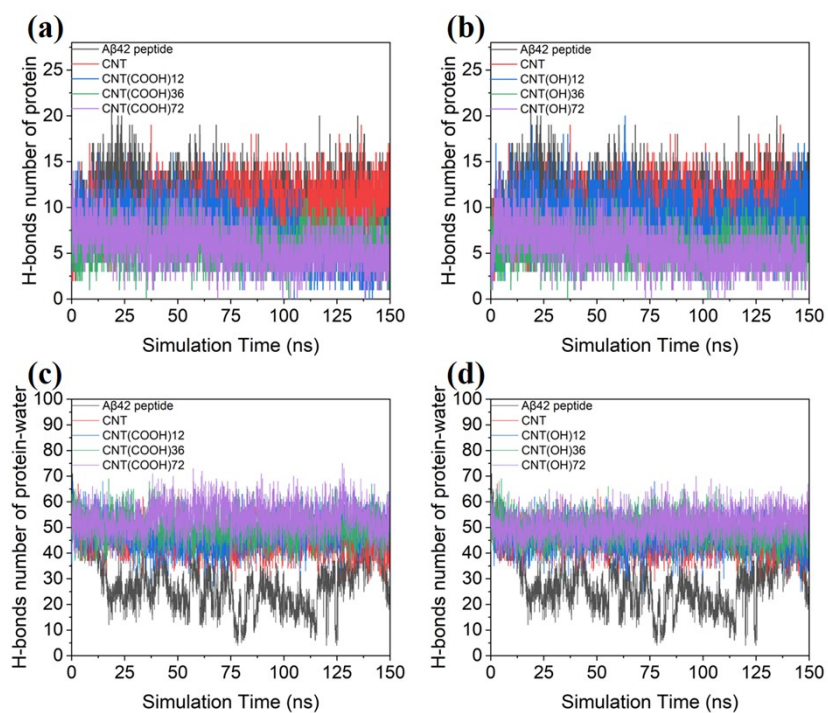 (a)
H-bonds number of protein
25
20
15
10
5
0
Aβ42 peptide
CNT
CNT(COOH)12
CNT(COOH)36
CNT(COOH)72
0 25 50 75 100 125 150
Simulation Time (ns)
(b)
H-bonds number of protein
25
20
15
10
5
0
Aβ42 peptide
CNT
CNT(OH)12
CNT(OH)36
CNT(OH)72
0 25 50 75 100 125 150
Simulation Time (ns)
(c)
H-bonds number of protein-water
100
90
80
70
60
50
40
30
20
10
0
Aβ42 peptide
CNT
CNT(COOH)12
CNT(COOH)36
CNT(COOH)72
0 25 50 75 100 125 150
Simulation Time (ns)
(d)
H-bonds number of protein-water
100
90
80
70
60
50
40
30
20
10
0
Aβ42 peptide
CNT
CNT(OH)12
CNT(OH)36
CNT(OH)72
0 25 50 75 100 125 150
Simulation Time (ns)